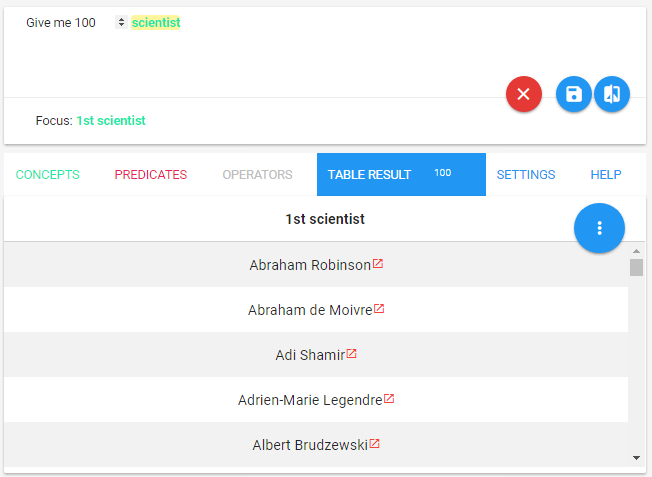 Give me 100 scientist
Focus: 1st scientist
CONCEPTS PREDICATES OPERATORS TABLE RESULT 100 SETTINGS HELP
1st scientist
Abraham Robinson
Abraham de Moivre
Adi Shamir
Adrien-Marie Legendre
Albert Brudzewski